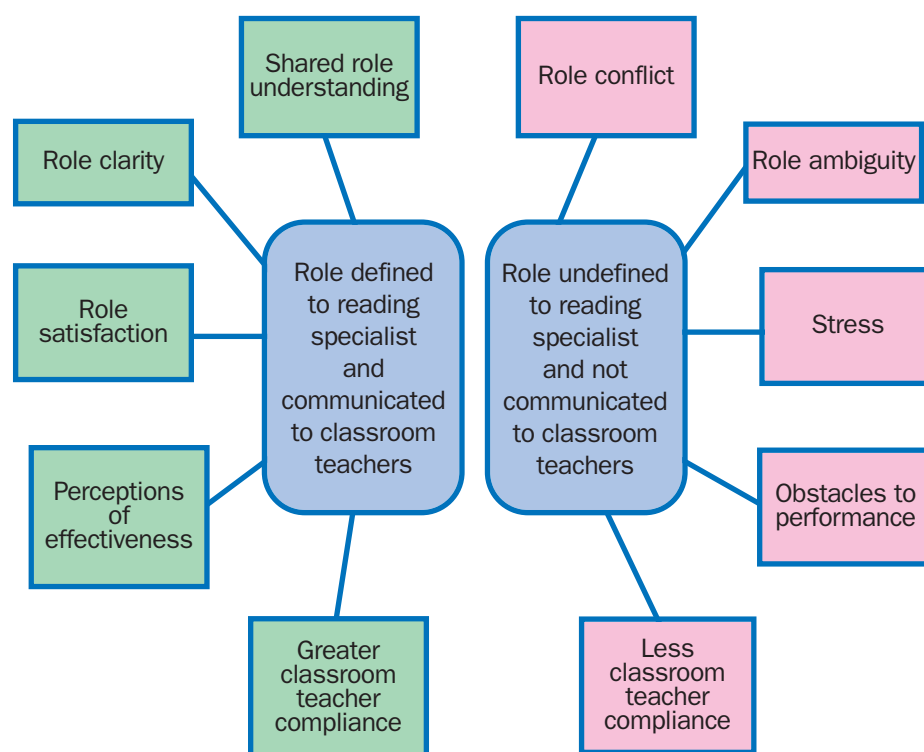 Shared role
understanding
Role clarity
Role
satisfaction
Perceptions
of
effectiveness
Greater
classroom
teacher
compliance
Role defined
to reading
specialist
and
communicated
to classroom
teachers
Role undefined
to reading
specialist
and not
communicated
to classroom
teachers
Role conflict
Role ambiguity
Stress
Obstacles to
performance
Less
classroom
teacher
compliance